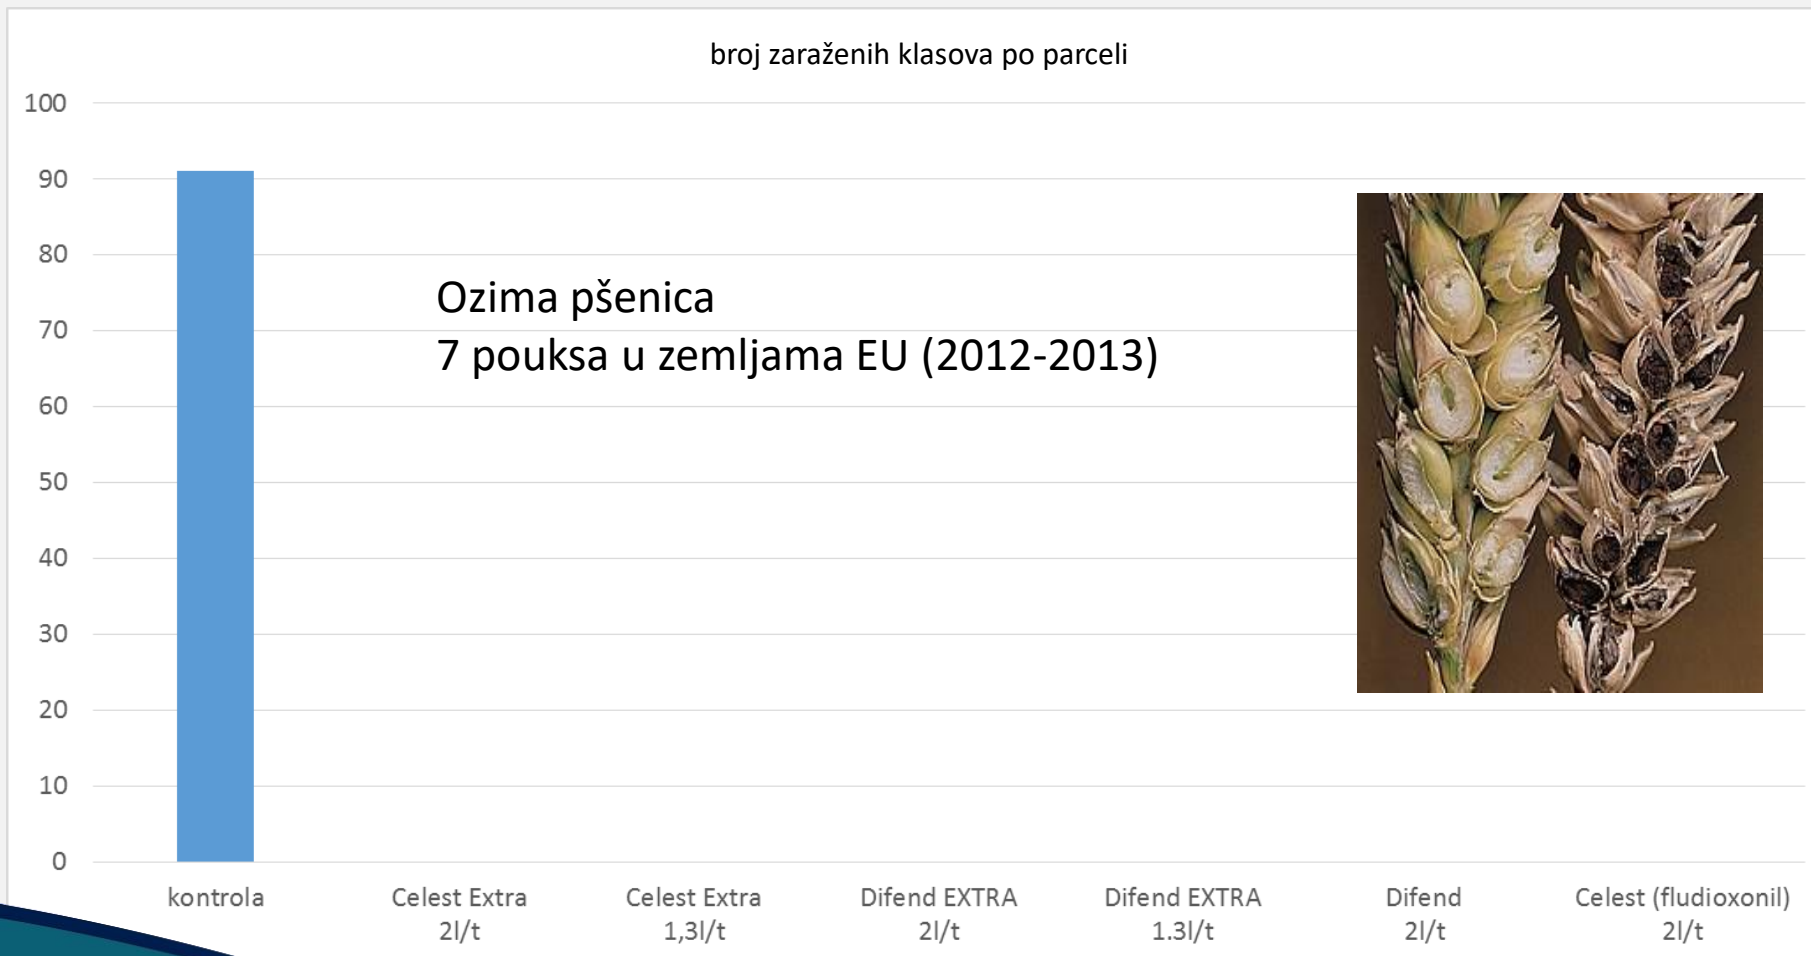 broj zaraženih klasova po parceli
100
90
80
70
60
50
40
30
20
10
0
Ozima pšenica
7 pouksa u zemljama EU (2012-2013)
kontrola
Celest Extra
2l/t
Celest Extra
1,3l/t
Difend EXTRA
2l/t
Difend EXTRA
1.3l/t
Difend
2l/t
Celest (fludioxonil)
2l/t